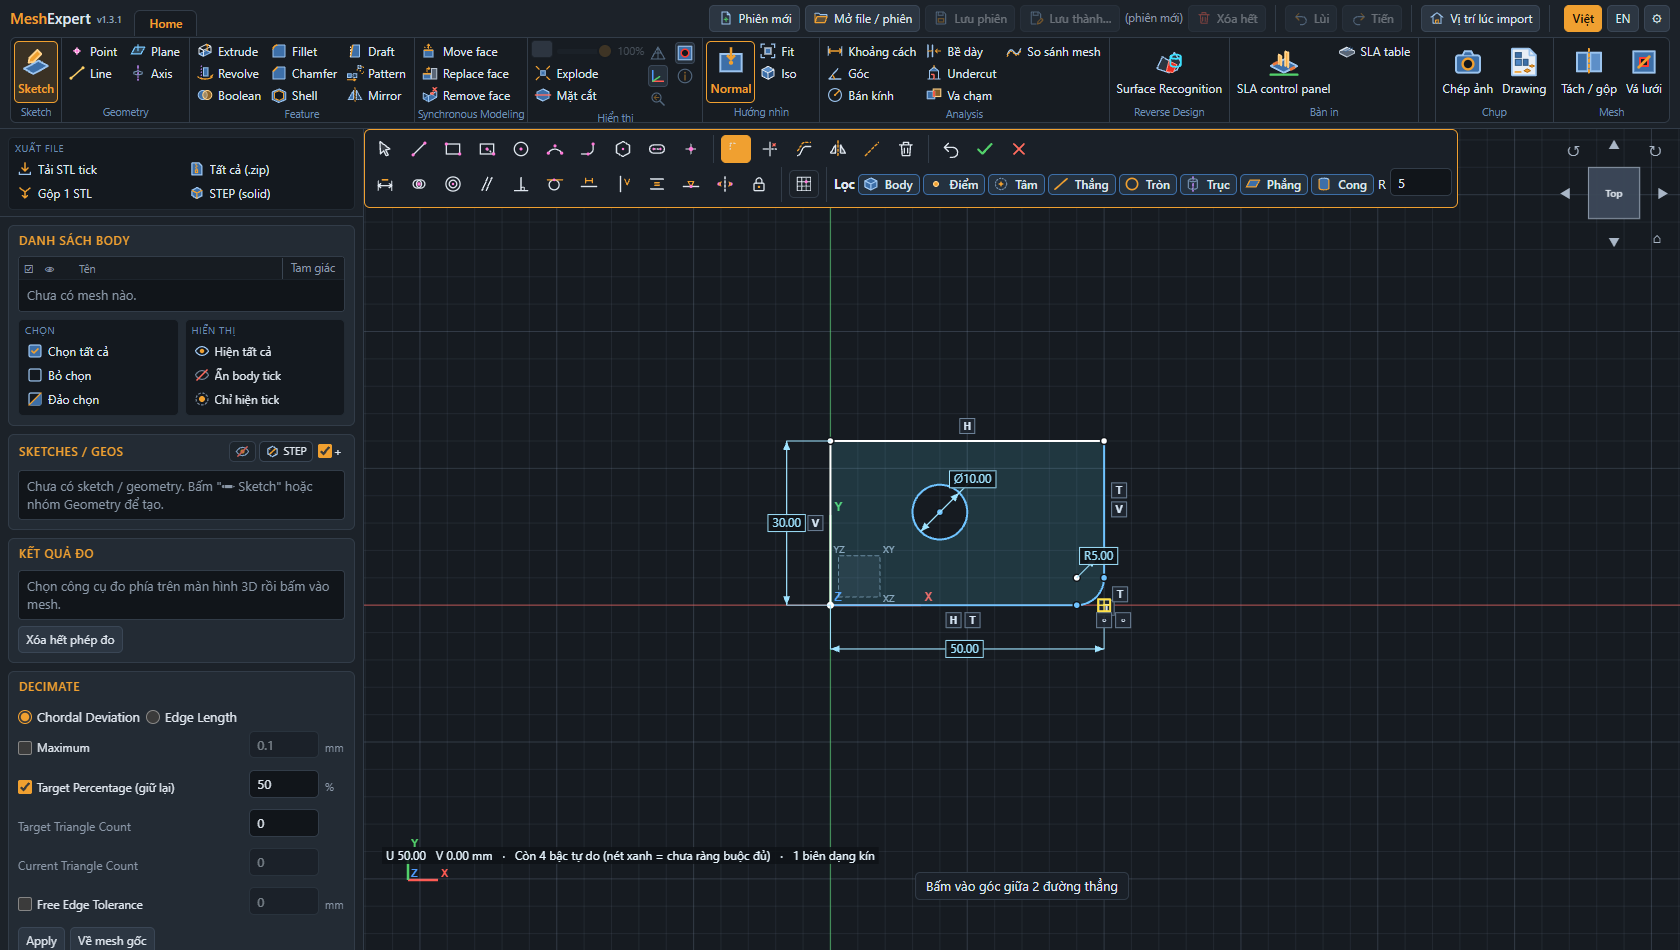 MeshExpert v1.3.1
Home
Phiên mới
Mở file / phiên
Lưu phiên
Lưu thành...
(phiên mới)
Xóa hết
Lùi
Tiến
Vị trí lúc import
Việt
EN
Sketch
Sketch
Point
Plane
Line
Axis
Geometry
Extrude
Fillet
Draft
Revolve
Chamfer
Pattern
Boolean
Shell
Mirror
Feature
Move face
Replace face
Remove face
Synchronous Modeling
100%
Explode
Mặt cắt
Hiển thị
Normal
Fit
Iso
Hướng nhìn
Khoảng cách
Bề dày
So sánh mesh
Góc
Undercut
Bán kính
Va chạm
Analysis
Surface Recognition
Reverse Design
SLA control panel
SLA table
Bản in
Chép ảnh
Drawing
Chụp
Tách / gộp
Vá lưới
Mesh
XUẤT FILE
Tải STL tick
Tất cả (.zip)
Gộp 1 STL
STEP (solid)
DANH SÁCH BODY
Tên
Tam giác
Chưa có mesh nào.
CHỌN
Chọn tất cả
Bỏ chọn
Đảo chọn
HIỂN THỊ
Hiện tất cả
Ẩn body tick
Chỉ hiện tick
SKETCHES / GEOS
STEP
+
Chưa có sketch / geometry. Bấm "✏ Sketch" hoặc
nhóm Geometry để tạo.
KẾT QUẢ ĐO
Chọn công cụ đo phía trên màn hình 3D rồi bấm vào
mesh.
Xóa hết phép đo
DECIMATE
Chordal Deviation
Edge Length
Maximum
0.1
mm
Target Percentage (giữ lại)
50
%
Target Triangle Count
0
Current Triangle Count
0
Free Edge Tolerance
0
mm
Apply
Về mesh gốc
Lọc
Body
Điểm
Tâm
Thẳng
Tròn
Trục
Phẳng
Cong
R
5
Top
H
Ø10.00
T
V
30.00
V
Y
YZ
XY
R5.00
Z
XZ
X
T
H
T
50.00
Y
Z
X
U 50.00 V 0.00 mm · Còn 4 bậc tự do (nét xanh = chưa ràng buộc đủ) · 1 biên dạng kín
Bấm vào góc giữa 2 đường thẳng